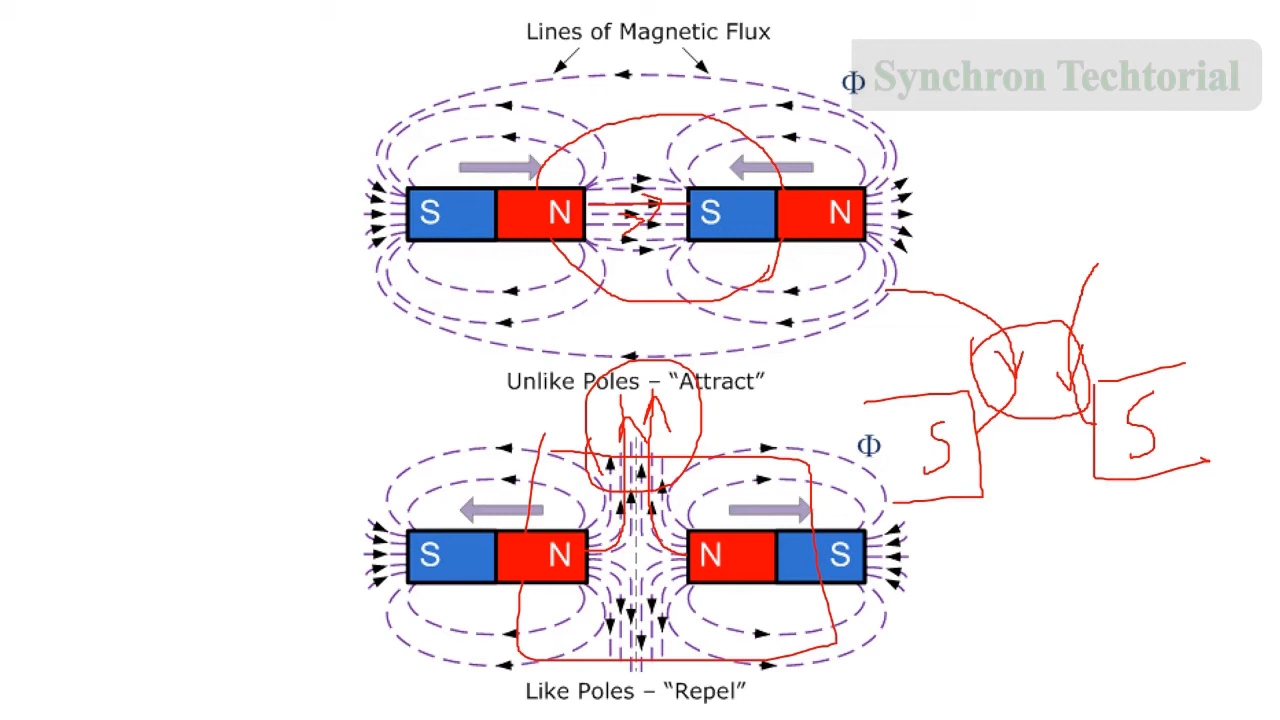 Lines of Magnetic Flux
Φ Synchron Techtorial
S N S N
Unlike Poles – “Attract”
Φ
S S
S N N S
Like Poles – “Repel”